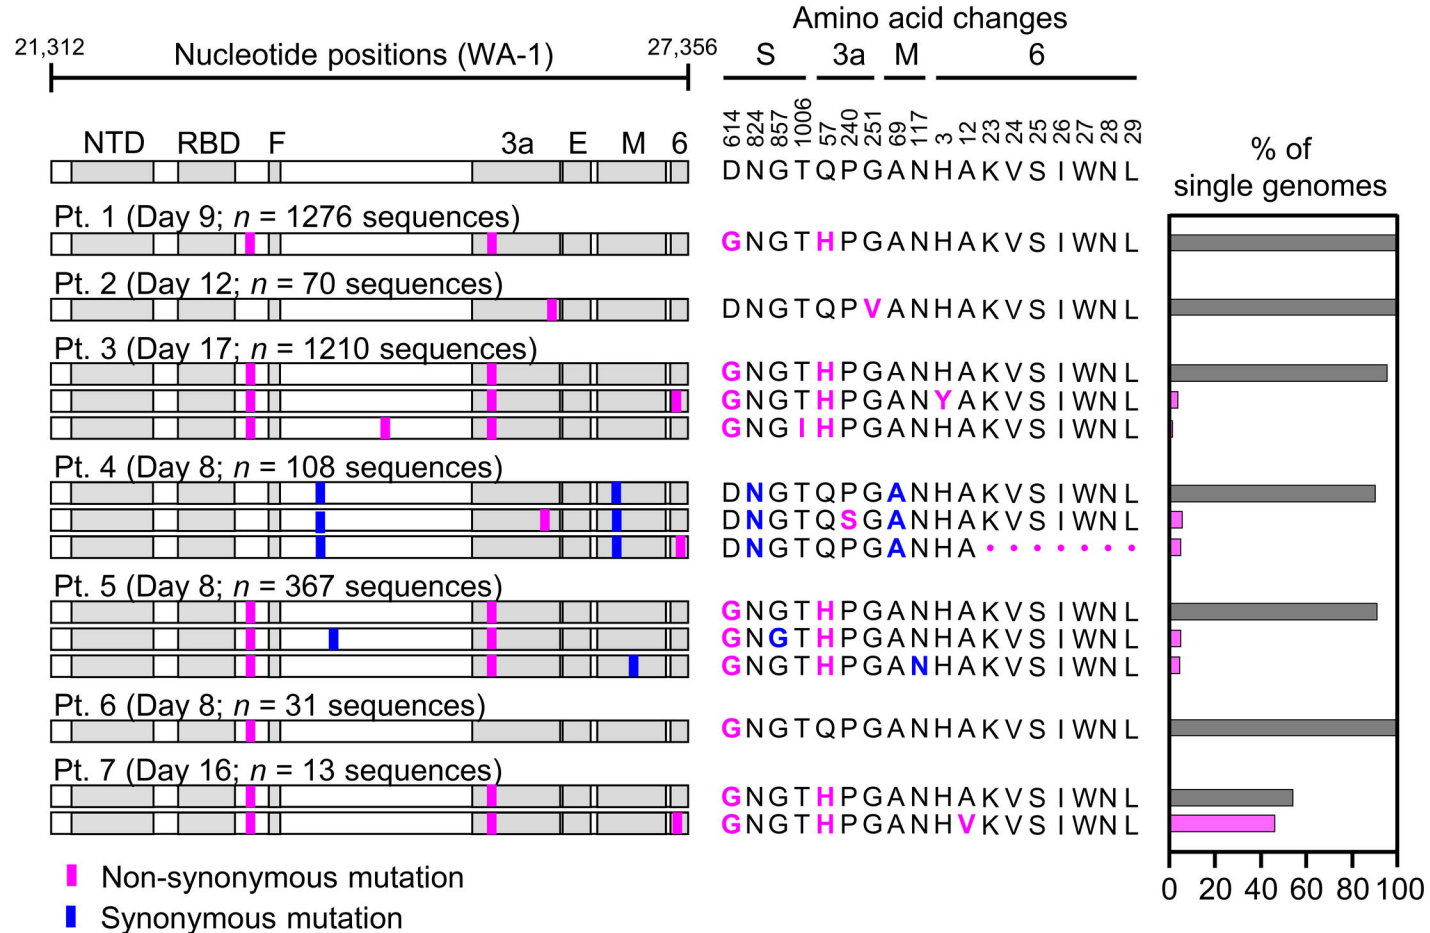 Amino acid changes
21,312 Nucleotide positions (WA-1) 27,356
S 3a M 6
614 824 857 1006 57 240 251 69 117 3 12 23 24 25 26 27 28 29
NTD RBD F 3a E M 6
DNGTQPGANHAKVSIWNL
% of
single genomes
Pt. 1 (Day 9; n = 1276 sequences)
GNGTHPGANHAKVSIWNL
Pt. 2 (Day 12; n = 70 sequences)
DNGTQPVANHAKVSIWNL
Pt. 3 (Day 17; n = 1210 sequences)
GNGTHPGANHAKVSIWNL
GNGTHPGANYAKVSIWNL
GNGIHPGANHAKVSIWNL
Pt. 4 (Day 8; n = 108 sequences)
DNGTQPGANHAKVSIWNL
DNGTQSGANHAKVSIWNL
DNGTQPGANHA.......
Pt. 5 (Day 8; n = 367 sequences)
GNGTHPGANHAKVSIWNL
GNGTHPGANHAKVSIWNL
GNGTHPGANHAKVSIWNL
Pt. 6 (Day 8; n = 31 sequences)
GNGTQPGANHAKVSIWNL
Pt. 7 (Day 16; n = 13 sequences)
GNGTHPGANHAKVSIWNL
GNGTHPGANHVKVSIWNL
0 20 40 60 80 100
Non-synonymous mutation
Synonymous mutation